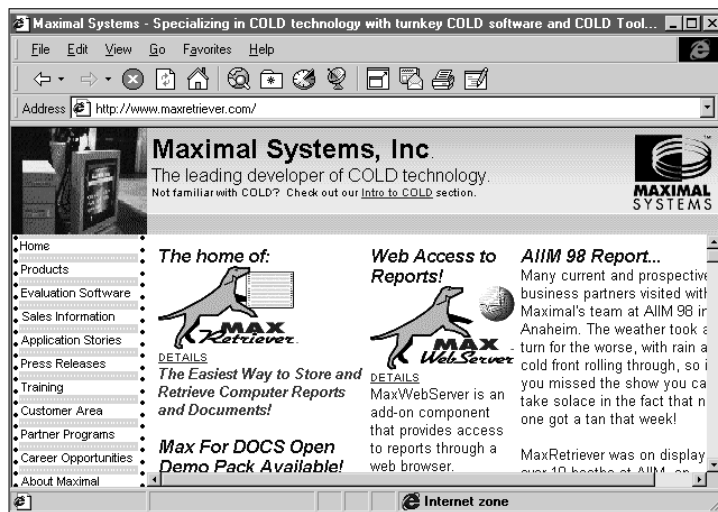 Maximal Systems - Specializing in COLD technology with turnkey COLD software and COLD Tool...
File Edit View Go Favorites Help
Address http://www.maxretriever.com/
Maximal Systems, Inc.
The leading developer of COLD technology.
Not familiar with COLD? Check out our Intro to COLD section.
MAXIMAL
SYSTEMS
Home
Products
Evaluation Software
Sales Information
Application Stories
Press Releases
Training
Customer Area
Partner Programs
Career Opportunities
About Maximal
The home of:
MAX
Retriever
DETAILS
The Easiest Way to Store and
Retrieve Computer Reports
and Documents!
Max For DOCS Open
Demo Pack Available!
Web Access to
Reports!
MAX
WebServer
DETAILS
MaxWebServer is an
add-on component
that provides access
to reports through a
web browser.
AIIM 98 Report...
Many current and prospective
business partners visited with
Maximal's team at AIIM 98 in
Anaheim. The weather took a
turn for the worse, with rain a
cold front rolling through, so i
you missed the show you ca
take solace in the fact that n
one got a tan that week!
MaxRetriever was on display
over 10 booths at AIIM, an
Internet zone